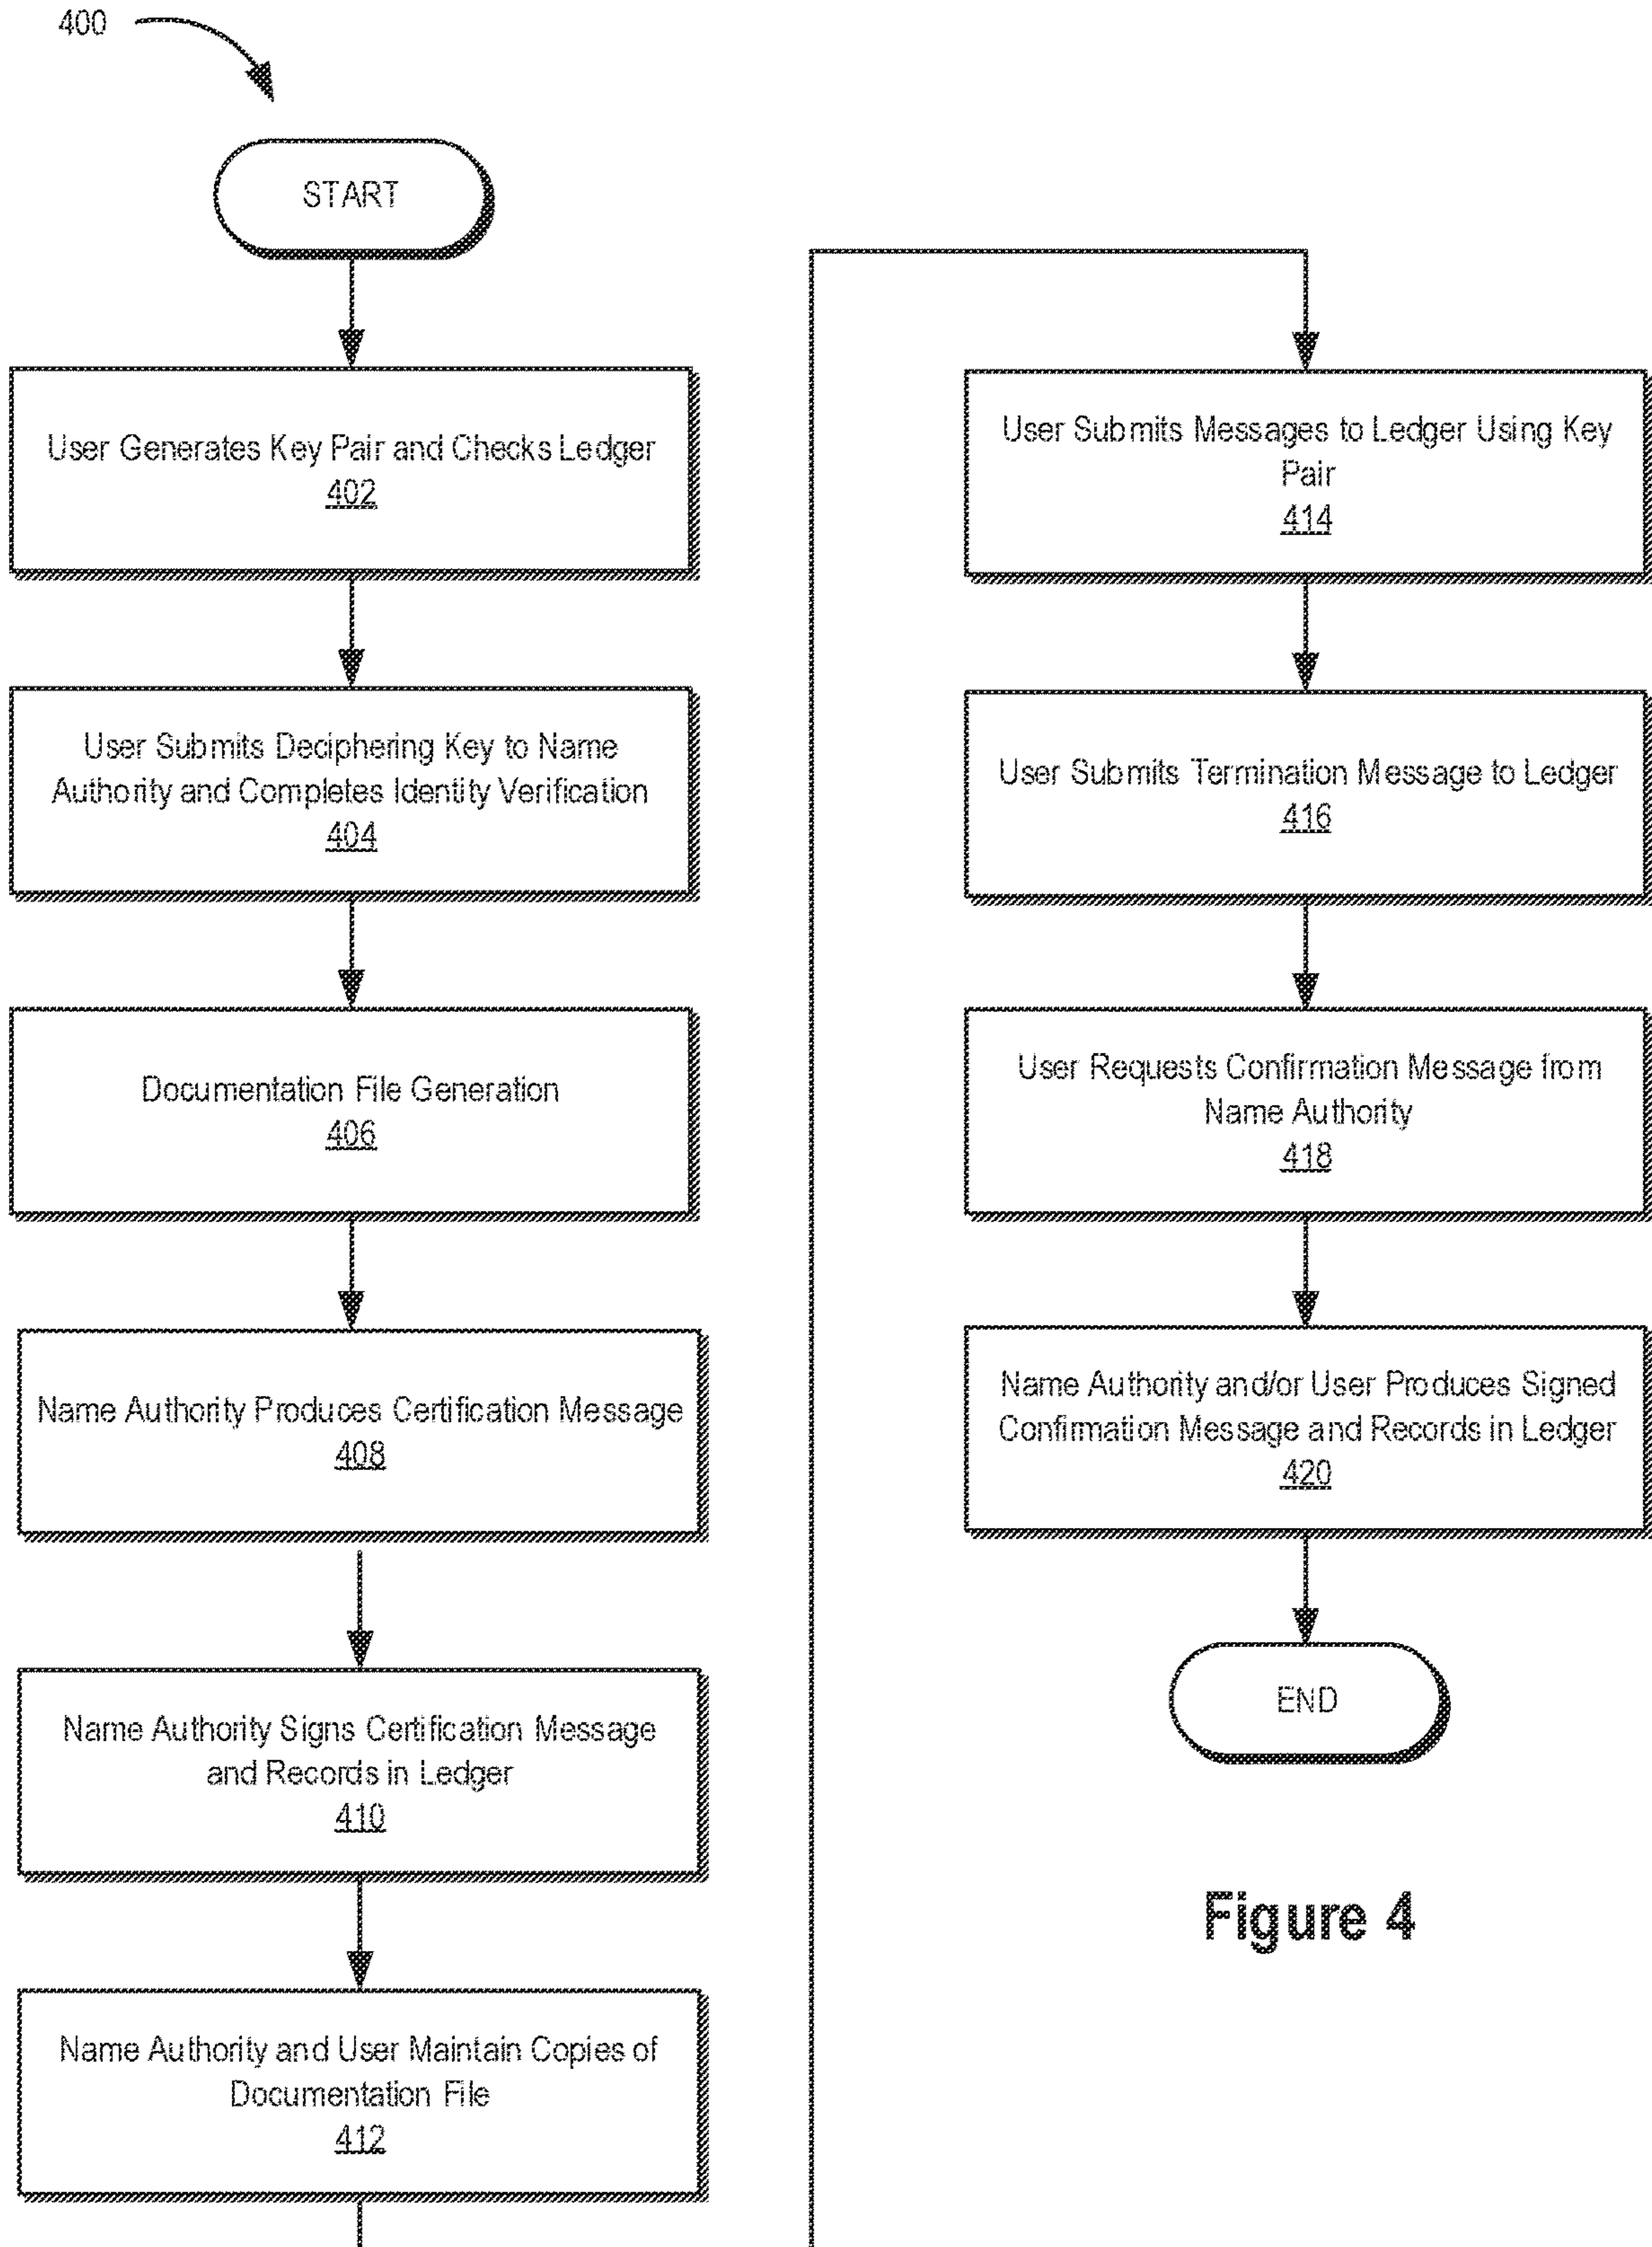 400
START
User Generates Key Pair and Checks Ledger
402
User Submits Deciphering Key to Name
Authority and Completes Identity Verification
404
Documentation File Generation
406
Name Authority Produces Certification Message
408
Name Authority Signs Certification Message
and Records in Ledger
410
Name Authority and User Maintain Copies of
Documentation File
412
User Submits Messages to Ledger Using Key
Pair
414
User Submits Termination Message to Ledger
416
User Requests Confirmation Message from
Name Authority
418
Name Authority and/or User Produces Signed
Confirmation Message and Records in Ledger
420
END
Figure 4